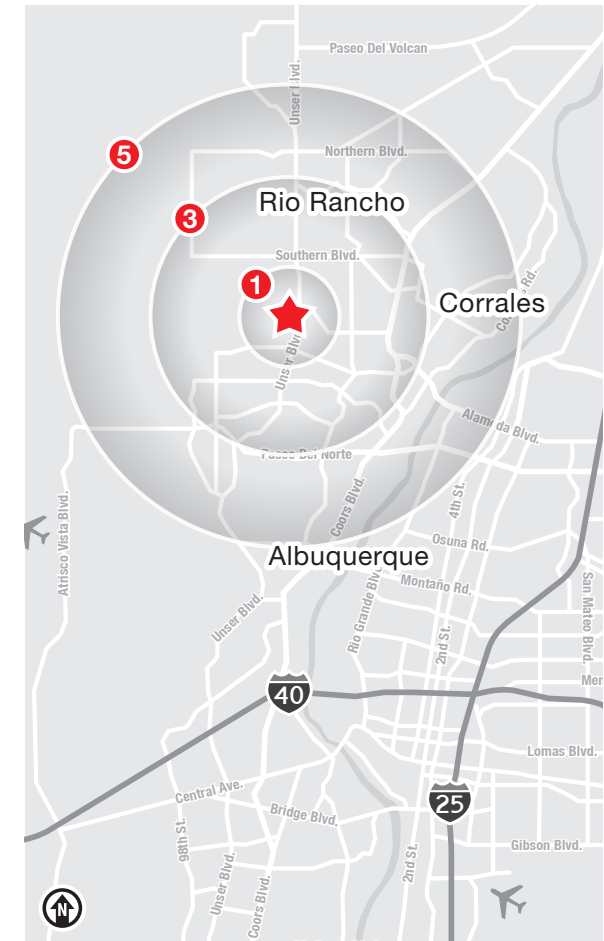 Paseo Del Volcan
Unser Blvd.
5
Northern Blvd.
Rio Rancho
3
Southern Blvd.
1
Corrales
Unser Blvd.
Alameda Blvd.
Paseo Del Norte
Coors Blvd.
4th St.
Atrisco Vista Blvd.
Osuna Rd.
Albuquerque
Montaño Rd.
San Mateo Blvd.
Rio Grande Blvd.
Unser Blvd.
2nd St.
40
Men
Lomas Blvd.
Central Ave.
25
Bridge Blvd.
98th St.
Gibson Blvd.
2nd St.
Unser Blvd.
Coors Blvd.
N